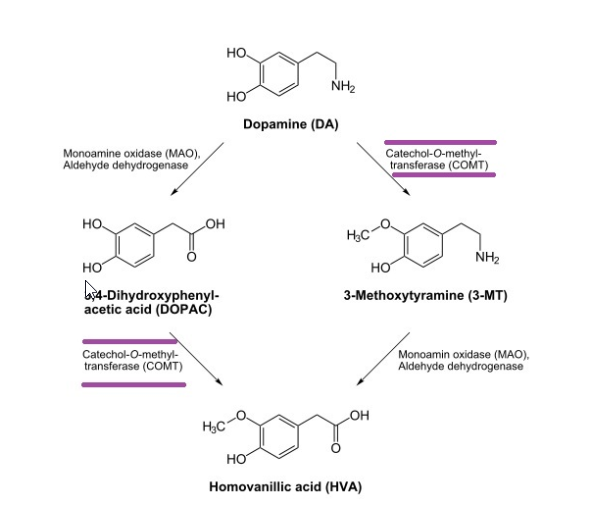 HO
HO
NH2
Dopamine (DA)
Monoamine oxidase (MAO),
Aldehyde dehydrogenase
Catechol-O-methyl-
transferase (COMT)
HO
OH
O
HO
,4-Dihydroxyphenyl-
acetic acid (DOPAC)
O
H3C
HO
NH2
3-Methoxytyramine (3-MT)
Catechol-O-methyl-
transferase (COMT)
Monoamin oxidase (MAO),
Aldehyde dehydrogenase
O
H3C
HO
OH
O
Homovanillic acid (HVA)